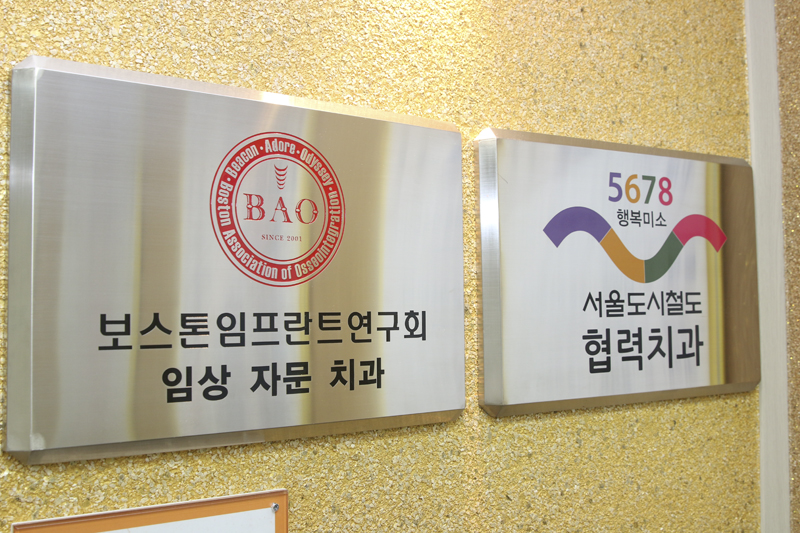 Beacon · Adore · Odyssey
BAO
SINCE 2001
Boston Association of Osseointegration
보스톤임프란트연구회
임상 자문 치과
5678
행복미소
서울도시철도
협력치과